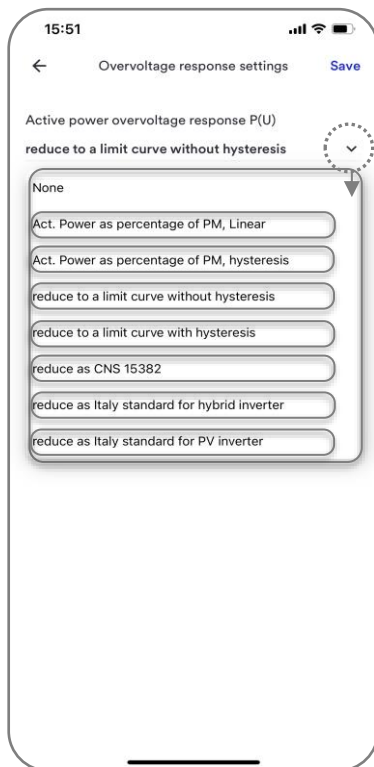 15:51
Overvoltage response settings Save
Active power overvoltage response P(U)
reduce to a limit curve without hysteresis
None
Act. Power as percentage of PM, Linear
Act. Power as percentage of PM, hysteresis
reduce to a limit curve without hysteresis
reduce to a limit curve with hysteresis
reduce as CNS 15382
reduce as Italy standard for hybrid inverter
reduce as Italy standard for PV inverter